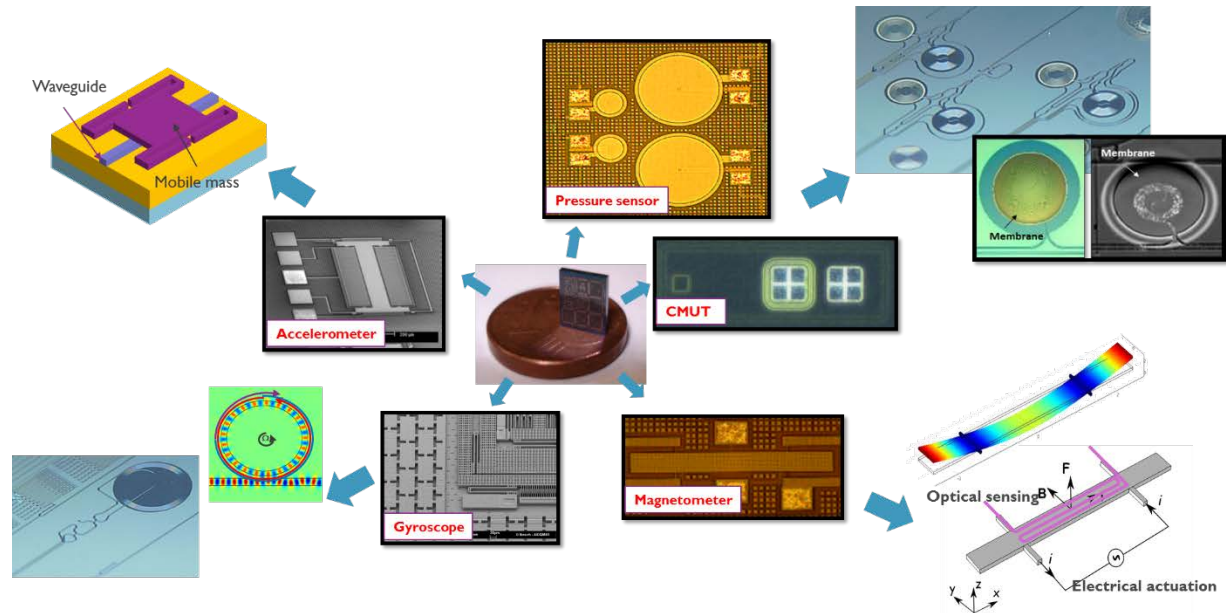 Waveguide
Mobile mass
Pressure sensor
Membrane
Membrane
Accelerometer
CMUT
Gyroscope
Magnetometer
Ω
Optical sensing
B
F
i
i
S
Electrical actuation
y
z
x